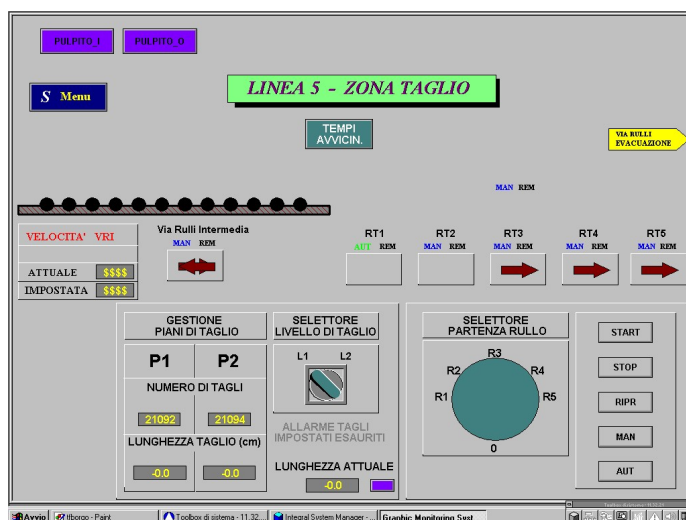 PULPITO_I
PULPITO_O
S Menu
LINEA 5 - ZONA TAGLIO
TEMPI
AVVICIN.
VIA RULLI
EVACUAZIONE
MAN REM
VELOCITA' VRI
ATTUALE $$$$
IMPOSTATA $$$$
Via Rulli Intermedia
MAN REM
RT1
AUT REM
RT2
MAN REM
RT3
MAN REM
RT4
MAN REM
RT5
MAN REM
GESTIONE
PIANI DI TAGLIO
P1 P2
NUMERO DI TAGLI
21092 21094
LUNGHEZZA TAGLIO (cm)
-0.0 -0.0
SELETTORE
LIVELLO DI TAGLIO
L1 L2
ALLARME TAGLI
IMPOSTATI ESAURITI
LUNGHEZZA ATTUALE
-0.0
SELETTORE
PARTENZA RULLO
R3
R2 R4
R1 R5
0
START
STOP
RIPR
MAN
AUT
Avvio
tfborgo - Paint
Toolbox di sistema - 11.32....
Integral System Manager - ...
Graphic Monitoring Syst...